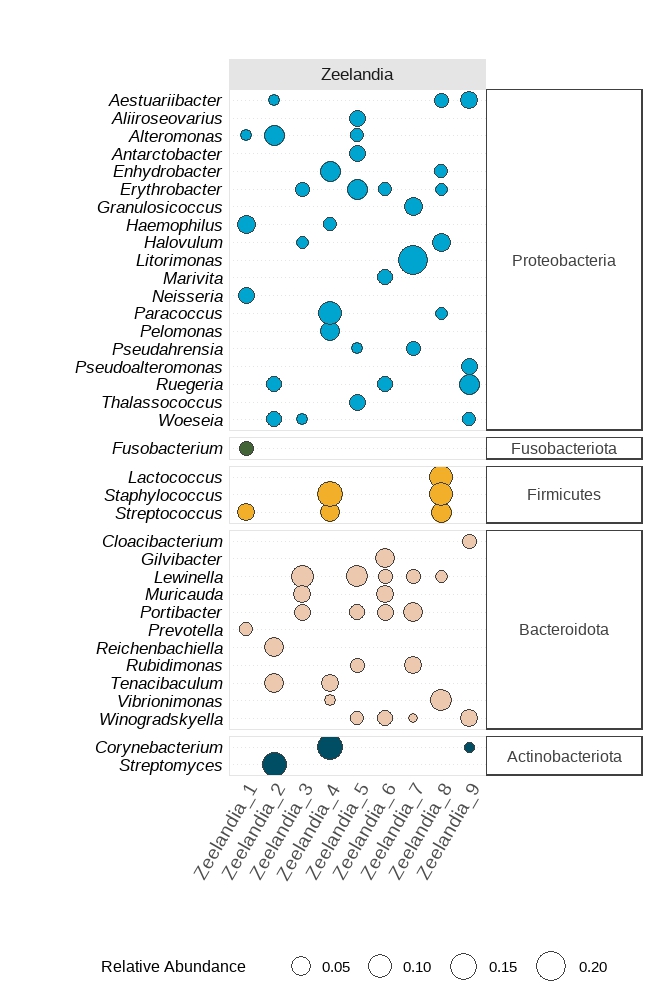 Zeelandia
Aestuariibacter
Aliiroseovarius
Alteromonas
Antarctobacter
Enhydrobacter
Erythrobacter
Granulosicoccus
Haemophilus
Halovulum
Litorimonas
Marivita
Neisseria
Paracoccus
Pelomonas
Pseudahrensia
Pseudoalteromonas
Ruegeria
Thalassococcus
Woeseia
Proteobacteria
Fusobacterium
Fusobacteriota
Lactococcus
Staphylococcus
Streptococcus
Firmicutes
Cloacibacterium
Gilvibacter
Lewinella
Muricauda
Portibacter
Prevotella
Reichenbachiella
Rubidimonas
Tenacibaculum
Vibrionimonas
Winogradskyella
Bacteroidota
Corynebacterium
Streptomyces
Actinobacteriota
Zeelandia_1
Zeelandia_2
Zeelandia_3
Zeelandia_4
Zeelandia_5
Zeelandia_6
Zeelandia_7
Zeelandia_8
Zeelandia_9
Relative Abundance 0.05 0.10 0.15 0.20